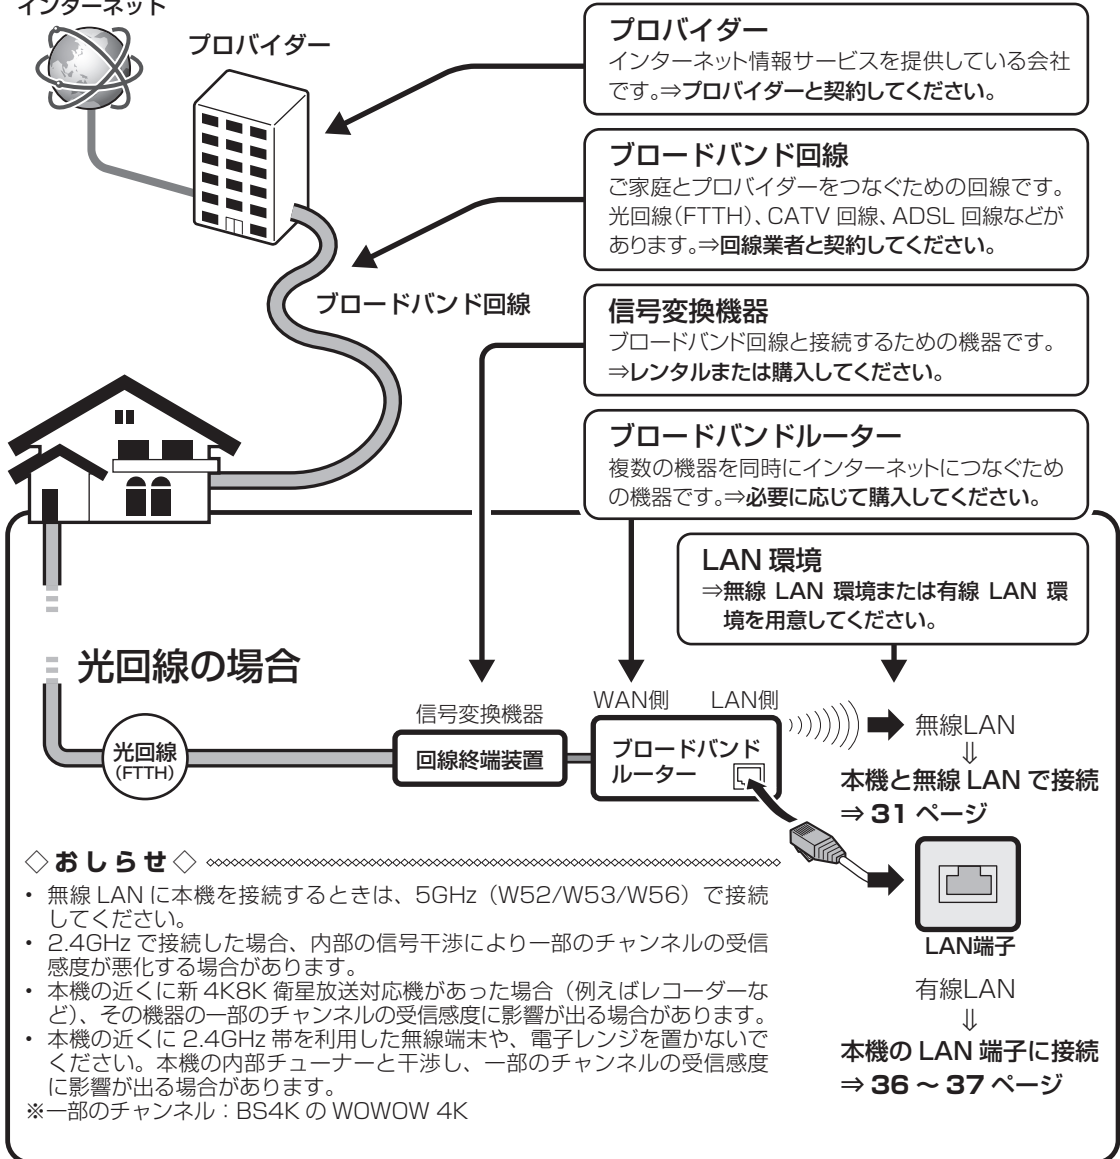 インターネット
プロバイダー
プロバイダー
インターネット情報サービスを提供している会社
です。⇒プロバイダーと契約してください。
ブロードバンド回線
ご家庭とプロバイダーをつなぐための回線です。
光回線(FTTH)、CATV 回線、ADSL 回線などが
あります。⇒回線業者と契約してください。
ブロードバンド回線
信号変換機器
ブロードバンド回線と接続するための機器です。
⇒レンタルまたは購入してください。
ブロードバンドルーター
複数の機器を同時にインターネットにつなぐため
の機器です。⇒必要に応じて購入してください。
LAN 環境
⇒無線 LAN 環境または有線 LAN 環
境を用意してください。
光回線の場合
光回線
(FTTH)
信号変換機器
回線終端装置
WAN側 LAN側
ブロードバンド
ルーター
無線LAN
⇓
本機と無線 LAN で接続
⇒ 31 ページ
LAN端子
有線LAN
⇓
本機の LAN 端子に接続
⇒ 36 ~ 37 ページ
◇おしらせ◇
・ 無線 LAN に本機を接続するときは、5GHz(W52/W53/W56)で接続
してください。
・ 2.4GHz で接続した場合、内部の信号干渉により一部のチャンネルの受信
感度が悪化する場合があります。
・ 本機の近くに新 4K8K 衛星放送対応機があった場合(例えばレコーダーな
ど)、その機器の一部のチャンネルの受信感度に影響が出る場合があります。
・ 本機の近くに 2.4GHz 帯を利用した無線端末や、電子レンジを置かないで
ください。本機の内部チューナーと干渉し、一部のチャンネルの受信感度
に影響が出る場合があります。
※一部のチャンネル:BS4K の WOWOW 4K